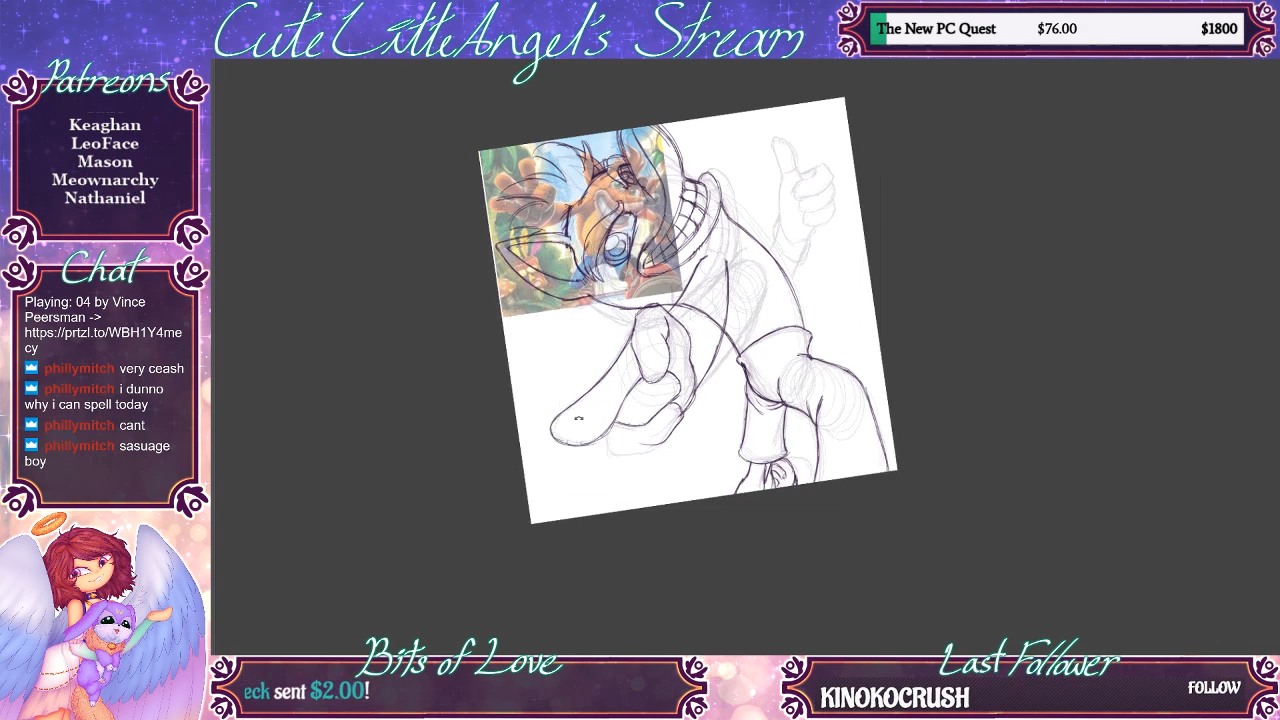 CuteLittleAngel's Stream
The New PC Quest $76.00 $1800
Patreons
Keaghan
LeoFace
Mason
Meownarchy
Nathaniel
Chat
Playing: 04 by Vince
Peersman ->
https://prtzl.to/WBH1Y4me
cy
phillymitch very ceash
phillymitch i dunno
why i can spell today
phillymitch cant
phillymitch sasuage
boy
Bits of Love
eck sent $2.00!
Last Follower
KINOKOCRUSH FOLLOW